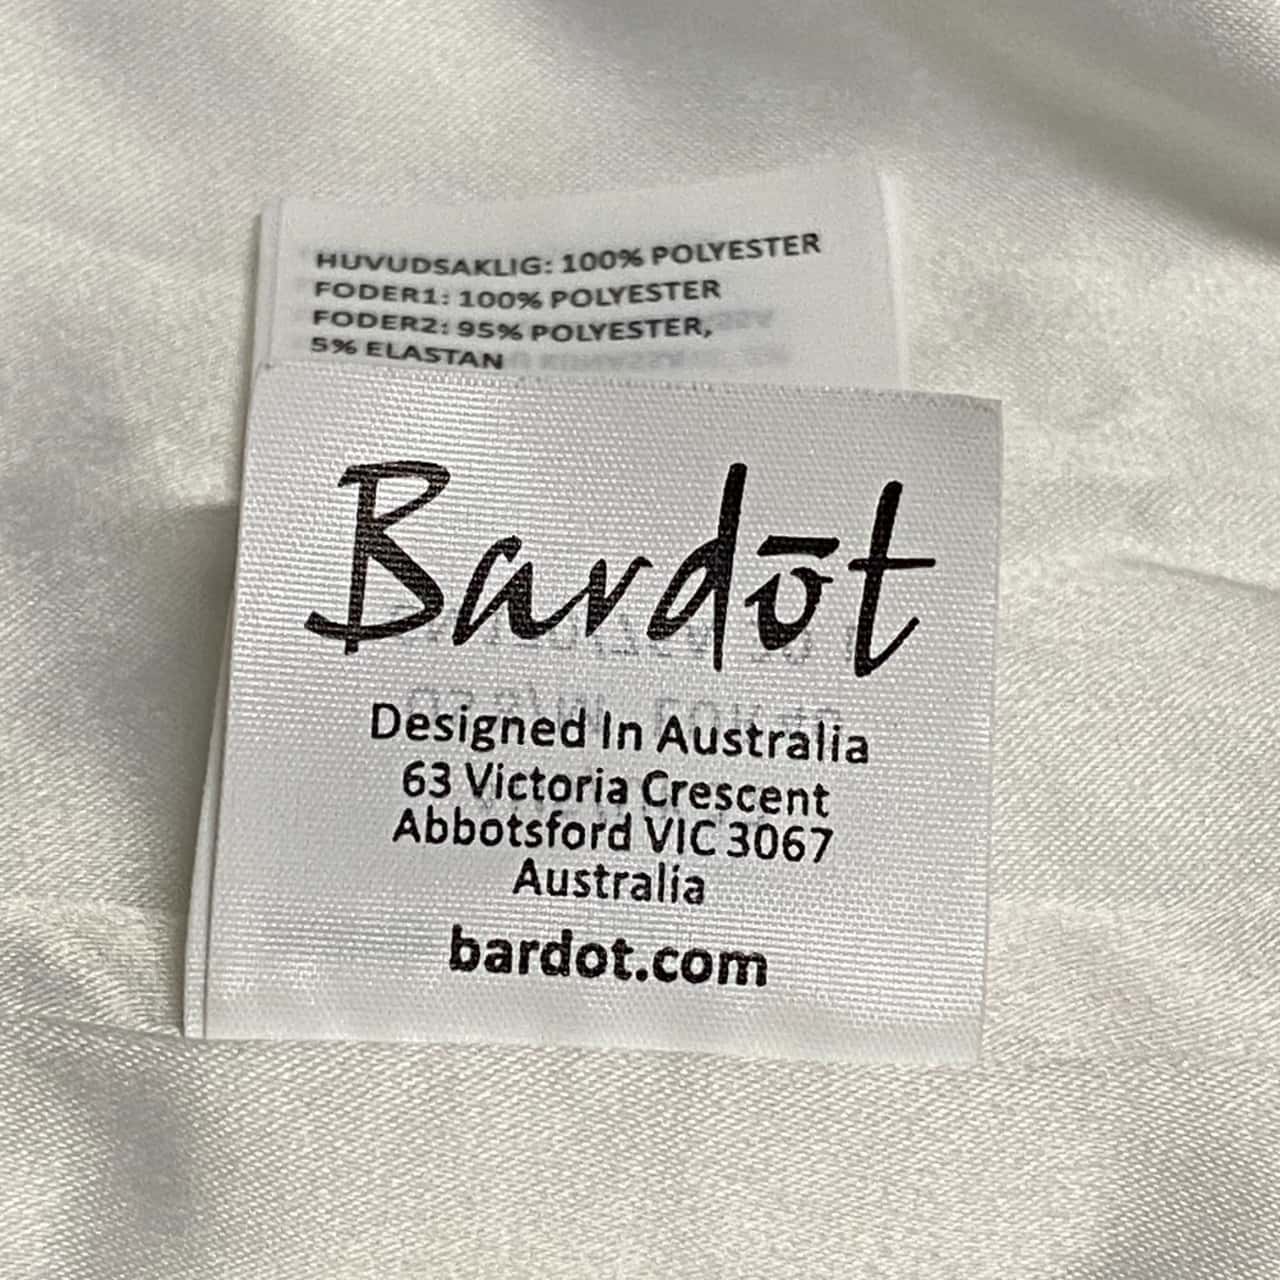 HUVUDSAKLIG: 100% POLYESTER
FODER1: 100% POLYESTER
FODER2: 95% POLYESTER,
5% ELASTAN
Bardōt
Designed In Australia
63 Victoria Crescent
Abbotsford VIC 3067
Australia
bardot.com